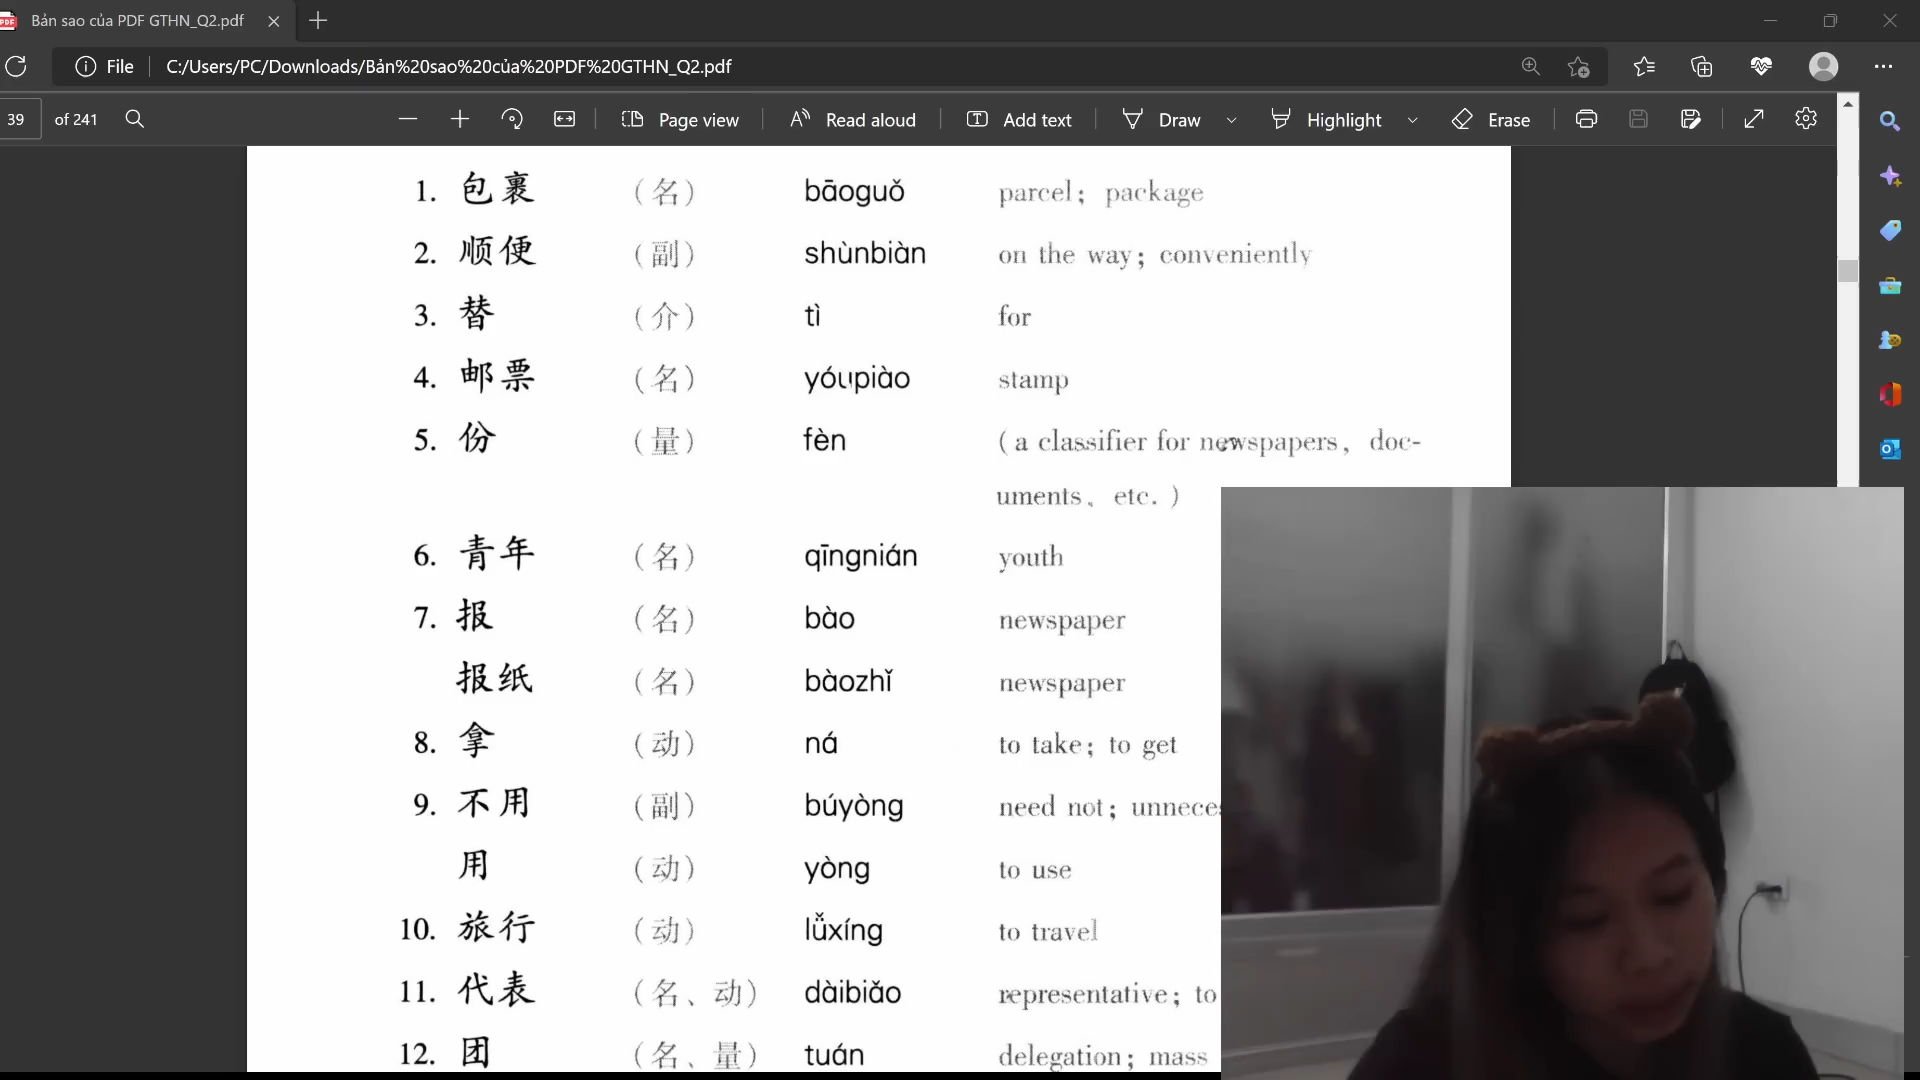 Bản sao của PDF GTHN_Q2.pdf
File C:/Users/PC/Downloads/Bản%20sao%20của%20PDF%20GTHN_Q2.pdf
39 of 241 Page view Read aloud Add text Draw Highlight Erase
1. 包裹 (名) bāoguǒ parcel; package
2. 顺便 (副) shùnbiàn on the way; conveniently
3. 替 (介) tì for
4. 邮票 (名) yóupiào stamp
5. 份 (量) fèn (a classifier for newspapers, doc-
uments, etc.)
6. 青年 (名) qīngnián youth
7. 报 (名) bào newspaper
报纸 (名) bàozhǐ newspaper
8. 拿 (动) ná to take; to get
9. 不用 (副) búyòng need not; unneces
用 (动) yòng to use
10. 旅行 (动) lǚxíng to travel
11. 代表 (名、动) dàibiǎo representative; to
12. 团 (名、量) tuán delegation; mass